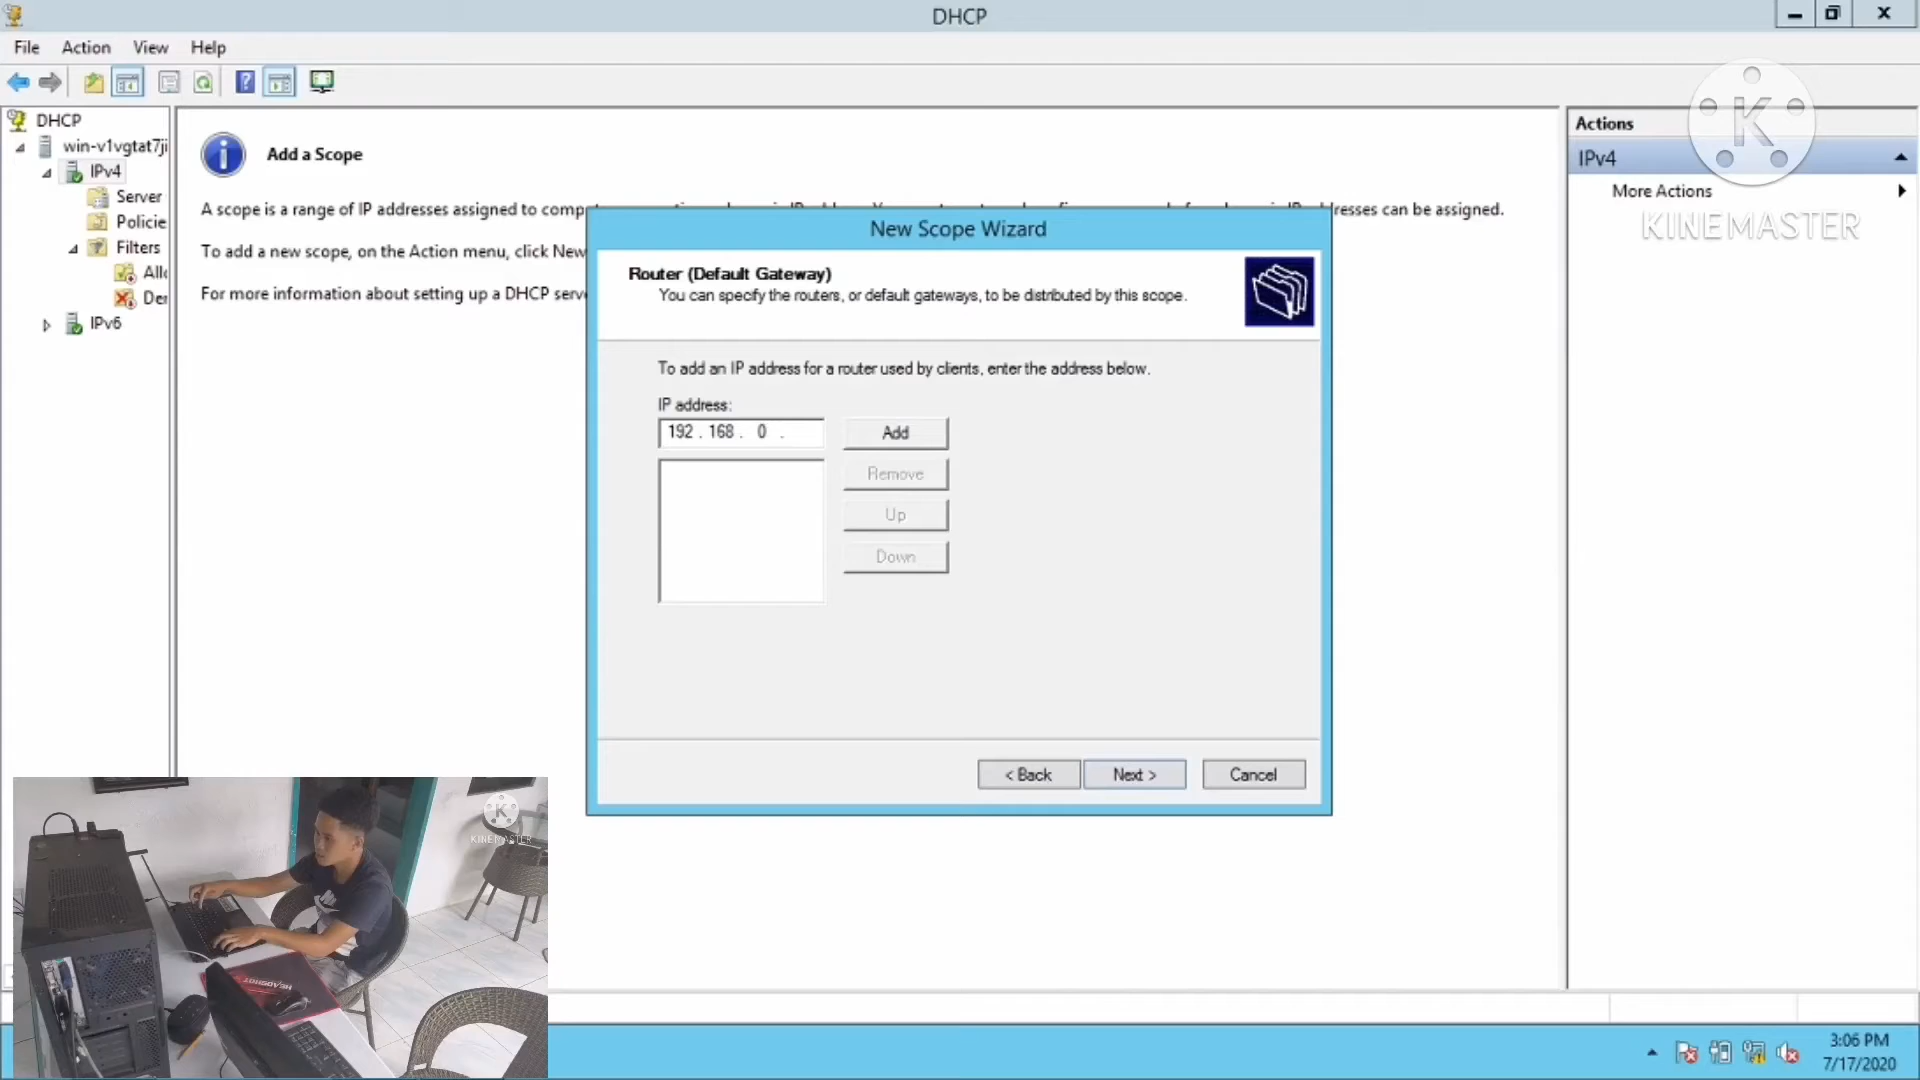 DHCP
File Action View Help
DHCP
win-v1vgtat7ji
IPv4
Server
Policie
Filters
Allo
Der
IPv6
Add a Scope
A scope is a range of IP addresses assigned to comp
resses can be assigned.
To add a new scope, on the Action menu, click New
For more information about setting up a DHCP serve
New Scope Wizard
Router (Default Gateway)
You can specify the routers, or default gateways, to be distributed by this scope.
To add an IP address for a router used by clients, enter the address below.
IP address:
192 . 168 . 0 .
Add
Remove
Up
Down
< Back
Next >
Cancel
Actions
IPv4
More Actions
K
KINEMASTER
K
KINEMASTER
HEADSHOT
3:06 PM
7/17/2020